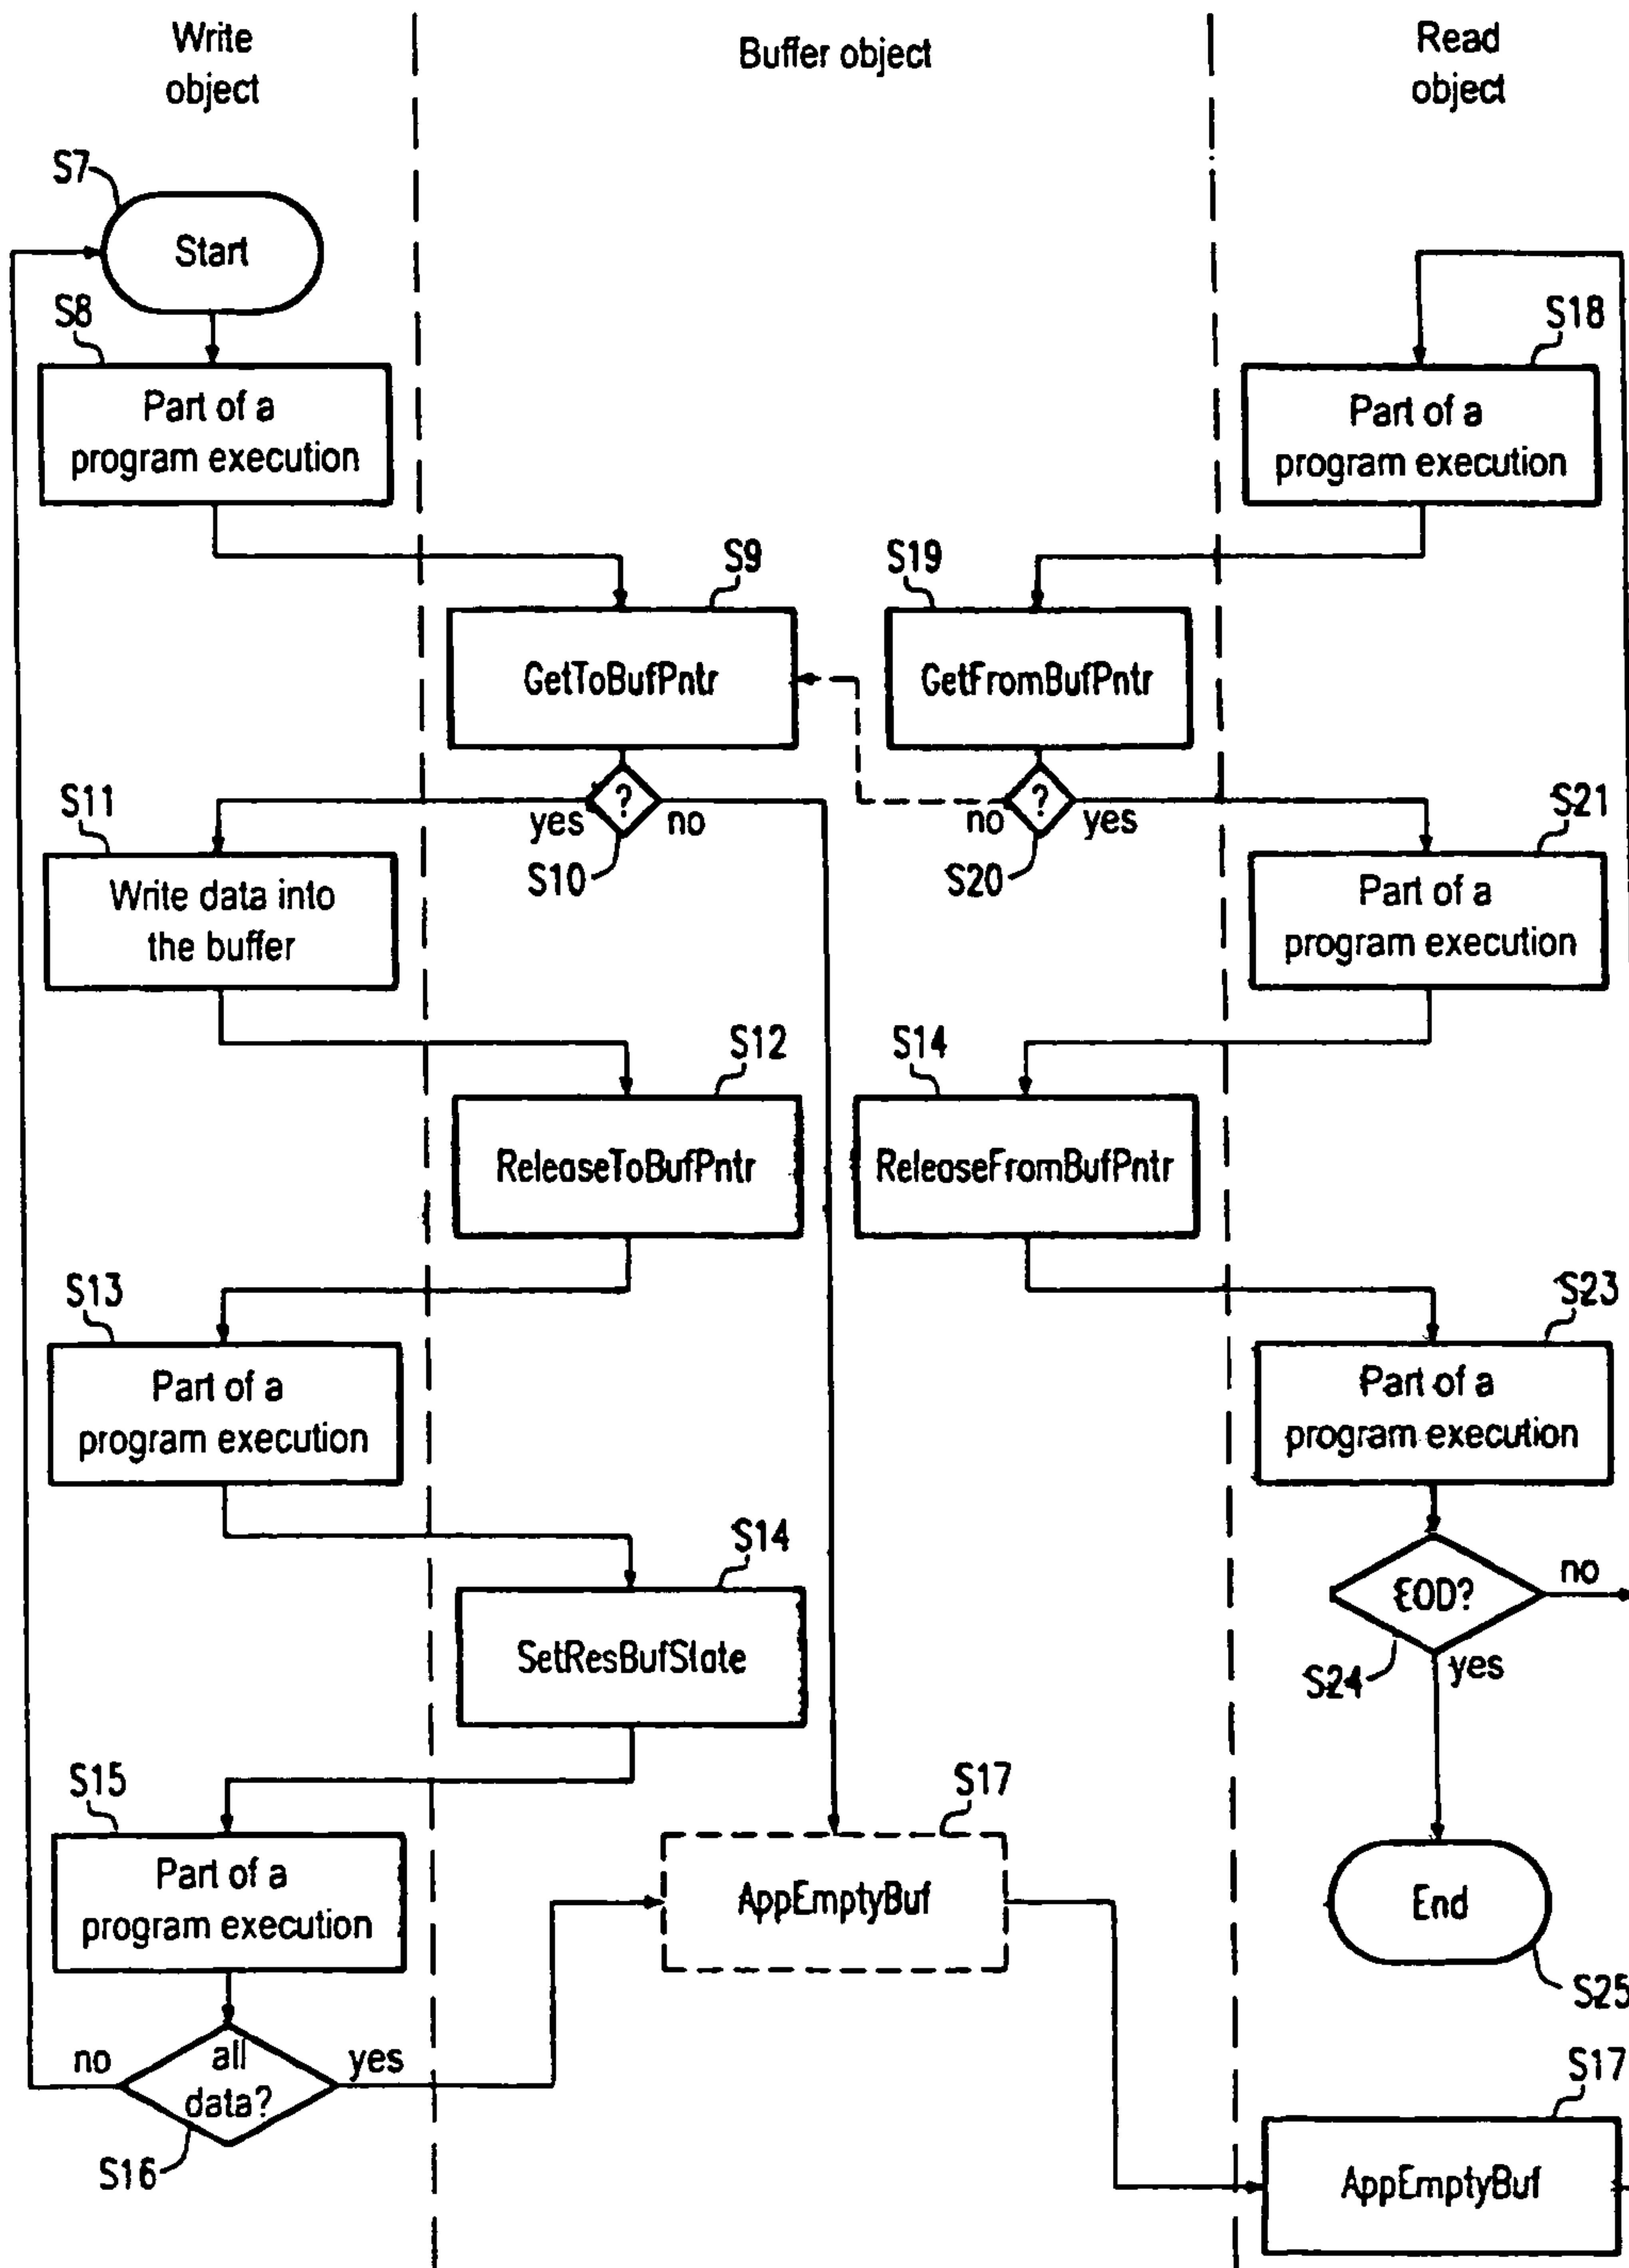 Write
object
Buffer object
Read
object
S7
Start
S8
Part of a
program execution
S18
Part of a
program execution
S9
GetToBufPntr
S19
GetFromBufPntr
?
yes
no
S10
?
no
yes
S20
S11
Write data into
the buffer
S21
Part of a
program execution
S12
ReleaseToBufPntr
S14
ReleaseFromBufPntr
S13
Part of a
program execution
S23
Part of a
program execution
S14
SetResBufState
EOD?
no
S24
yes
S15
Part of a
program execution
S17
AppEmptyBuf
End
S25
no
all
data?
yes
S16
S17
AppEmptyBuf